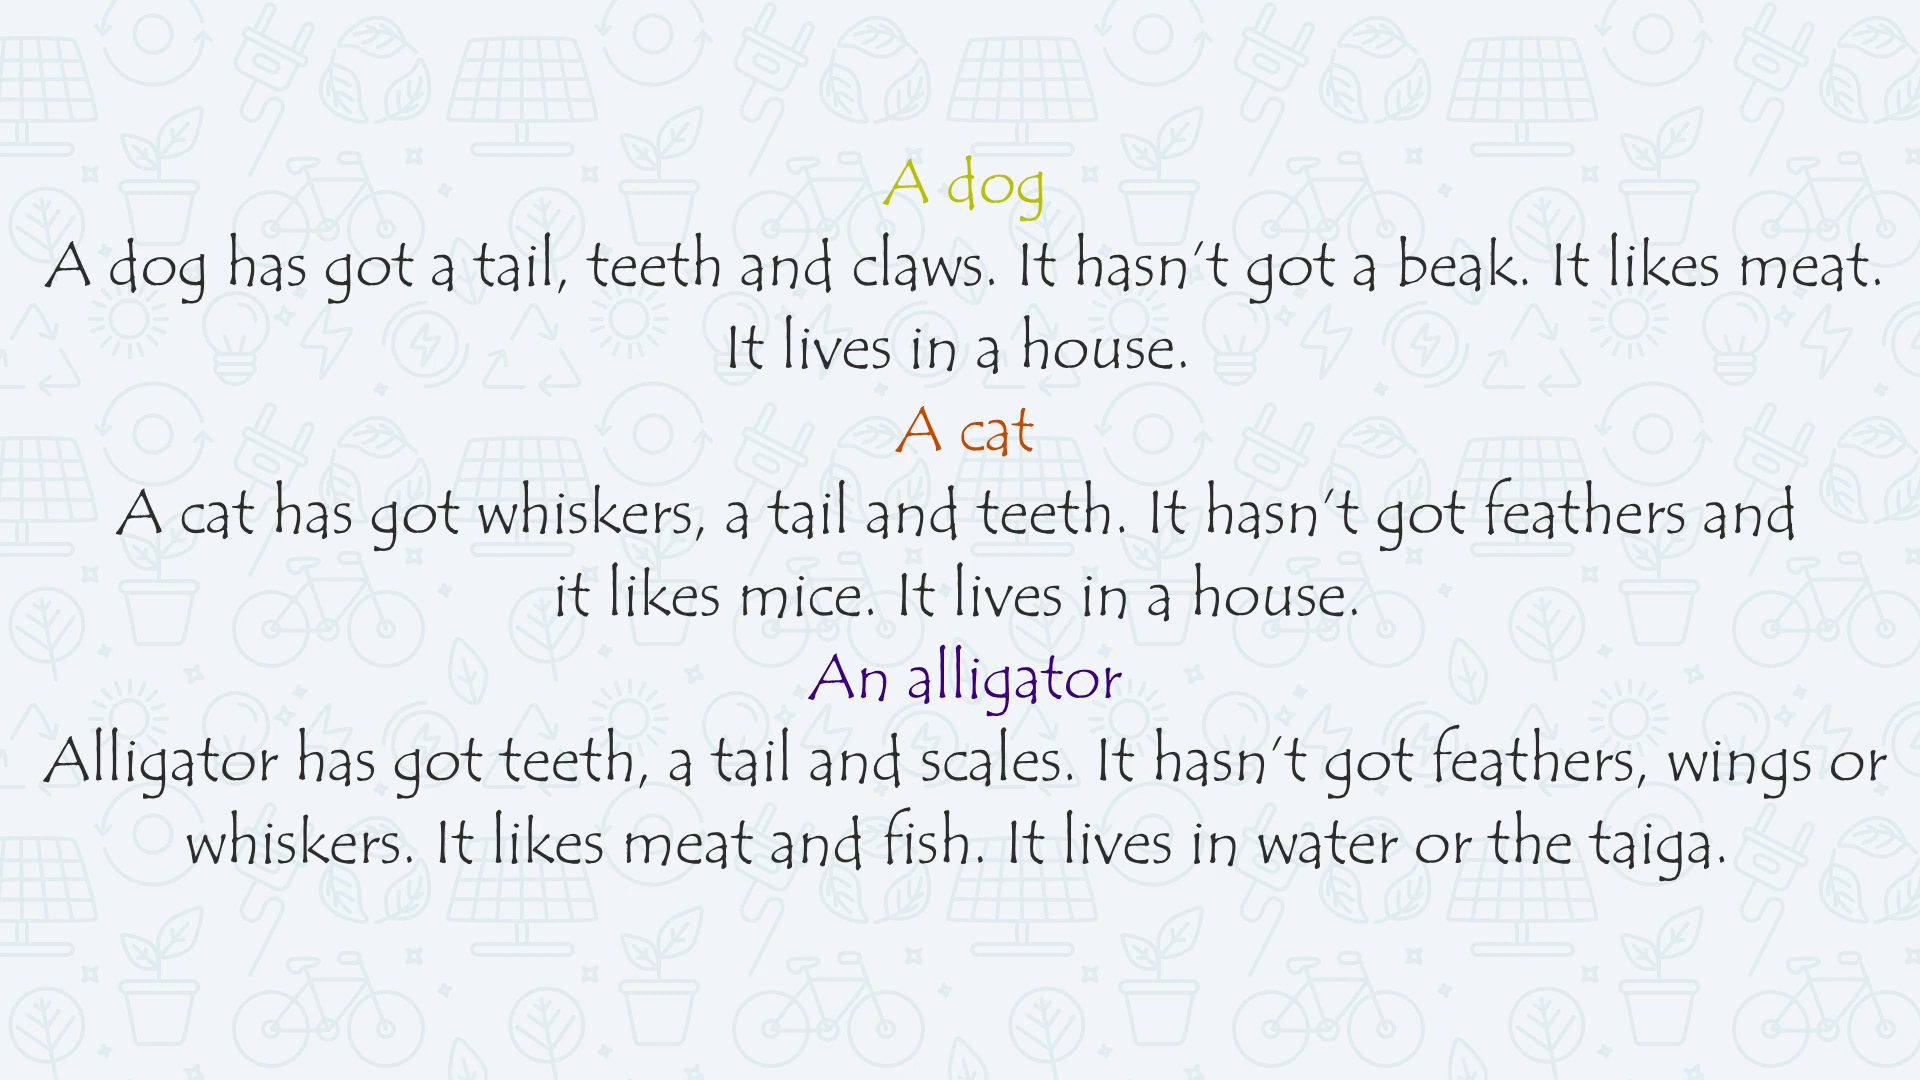 A dog
A dog has got a tail, teeth and claws. It hasn't got a beak. It likes meat.
It lives in a house.
A cat
A cat has got whiskers, a tail and teeth. It hasn't got feathers and
it likes mice. It lives in a house.
An alligator
Alligator has got teeth, a tail and scales. It hasn't got feathers, wings or
whiskers. It likes meat and fish. It lives in water or the taiga.